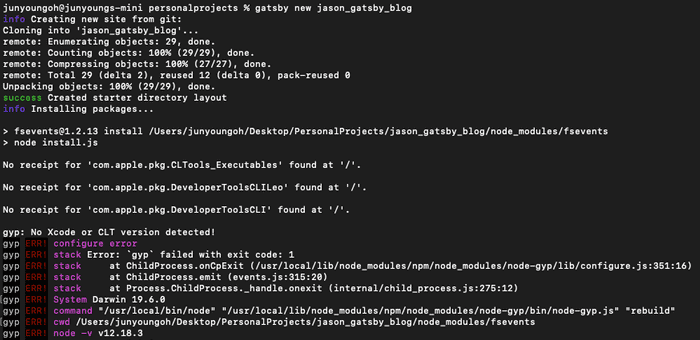 junyoungoh@junyoungs-mini personalprojects % gatsby new jason_gatsby_blog
info Creating new site from git:
Cloning into 'jason_gatsby_blog'...
remote: Enumerating objects: 29, done.
remote: Counting objects: 100% (29/29), done.
remote: Compressing objects: 100% (27/27), done.
remote: Total 29 (delta 2), reused 12 (delta 0), pack-reused 0
Unpacking objects: 100% (29/29), done.
success Created starter directory layout
info Installing packages...
> fsevents@1.2.13 install /Users/junyoungoh/Desktop/PersonalProjects/jason_gatsby_blog/node_modules/fsevents
> node install.js
No receipt for 'com.apple.pkg.CLTools_Executables' found at '/'.
No receipt for 'com.apple.pkg.DeveloperToolsCLILeo' found at '/'.
No receipt for 'com.apple.pkg.DeveloperToolsCLI' found at '/'.
gyp: No Xcode or CLT version detected!
gyp ERR! configure error
gyp ERR! stack Error: `gyp` failed with exit code: 1
gyp ERR! stack     at ChildProcess.onCpExit (/usr/local/lib/node_modules/npm/node_modules/node-gyp/lib/configure.js:351:16)
gyp ERR! stack     at ChildProcess.emit (events.js:315:20)
gyp ERR! stack     at Process.ChildProcess._handle.onexit (internal/child_process.js:275:12)
gyp ERR! System Darwin 19.6.0
gyp ERR! command "/usr/local/bin/node" "/usr/local/lib/node_modules/npm/node_modules/node-gyp/bin/node-gyp.js" "rebuild"
gyp ERR! cwd /Users/junyoungoh/Desktop/PersonalProjects/jason_gatsby_blog/node_modules/fsevents
gyp ERR! node -v v12.18.3